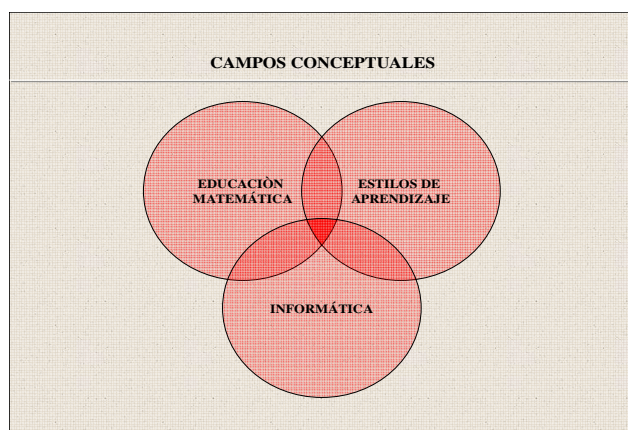 CAMPOS CONCEPTUALES
EDUCACIÒN
MATEMÁTICA
ESTILOS DE
APRENDIZAJE
INFORMÁTICA